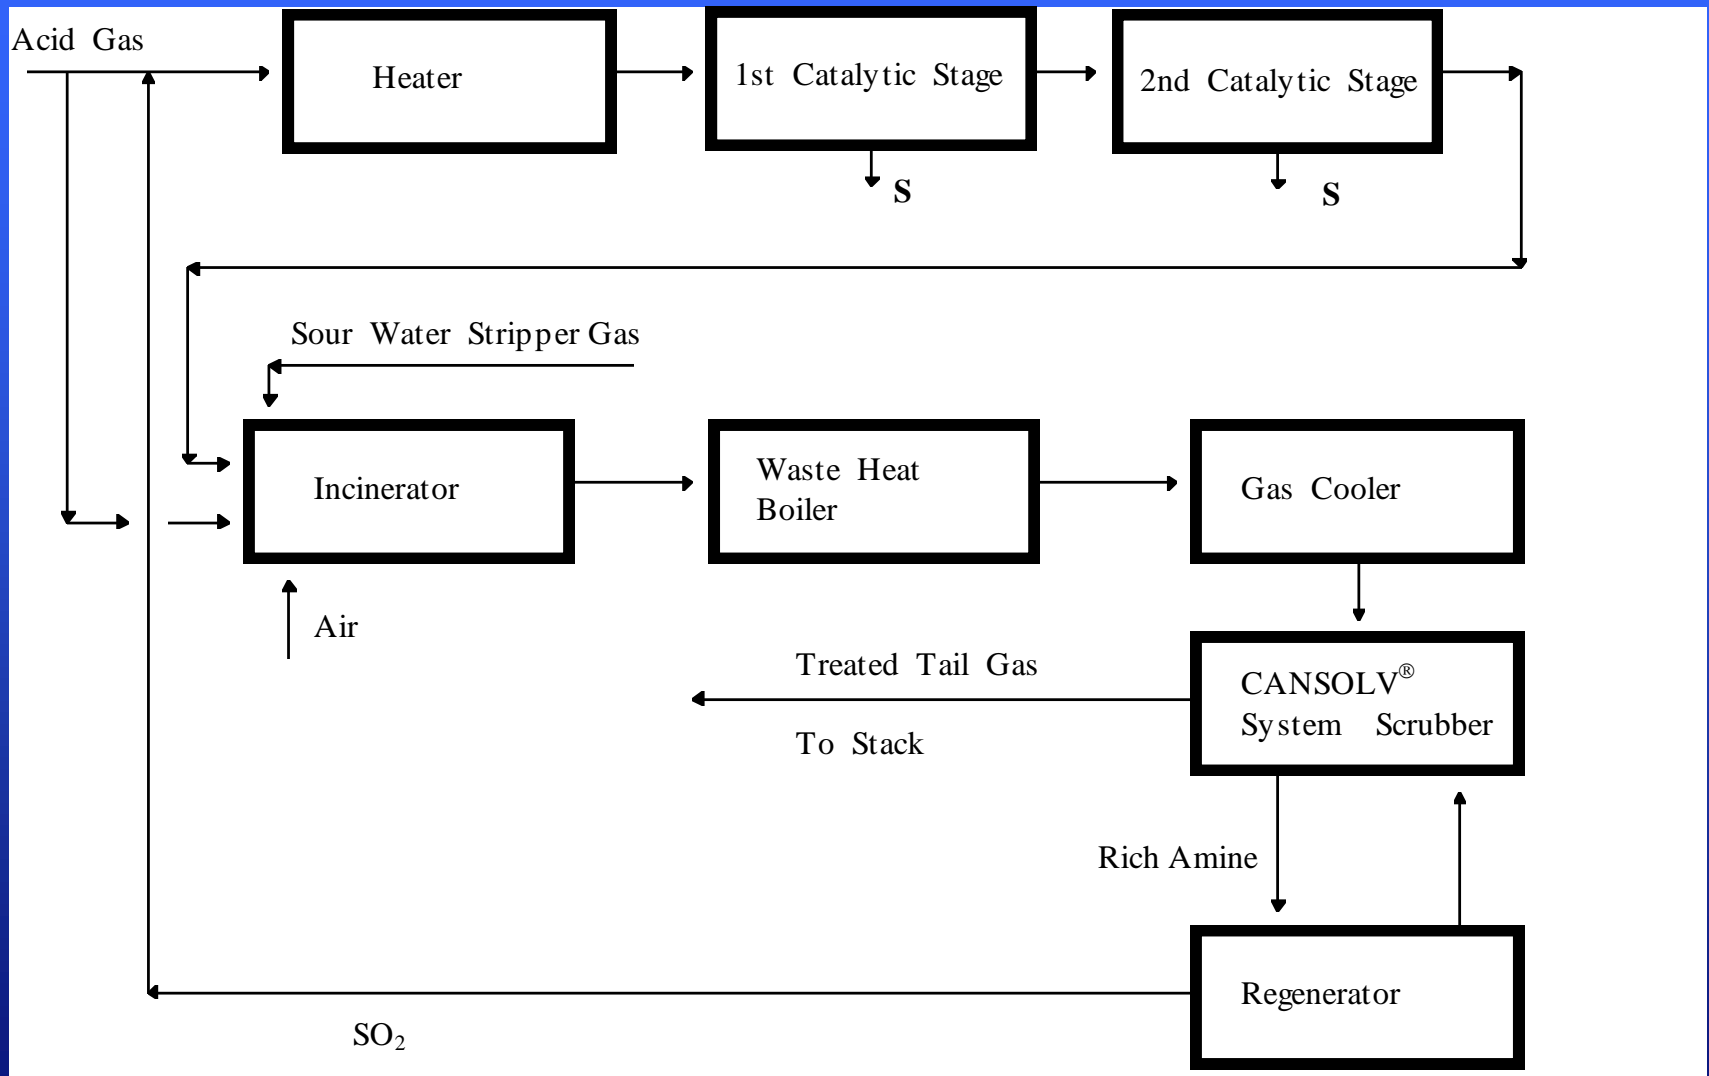 Acid Gas
Heater
1st Catalytic Stage
2nd Catalytic Stage
S
S
Sour Water Stripper Gas
Incinerator
Waste Heat
Boiler
Gas Cooler
Air
Treated Tail Gas
To Stack
CANSOLV®
System Scrubber
Rich Amine
Regenerator
SO₂